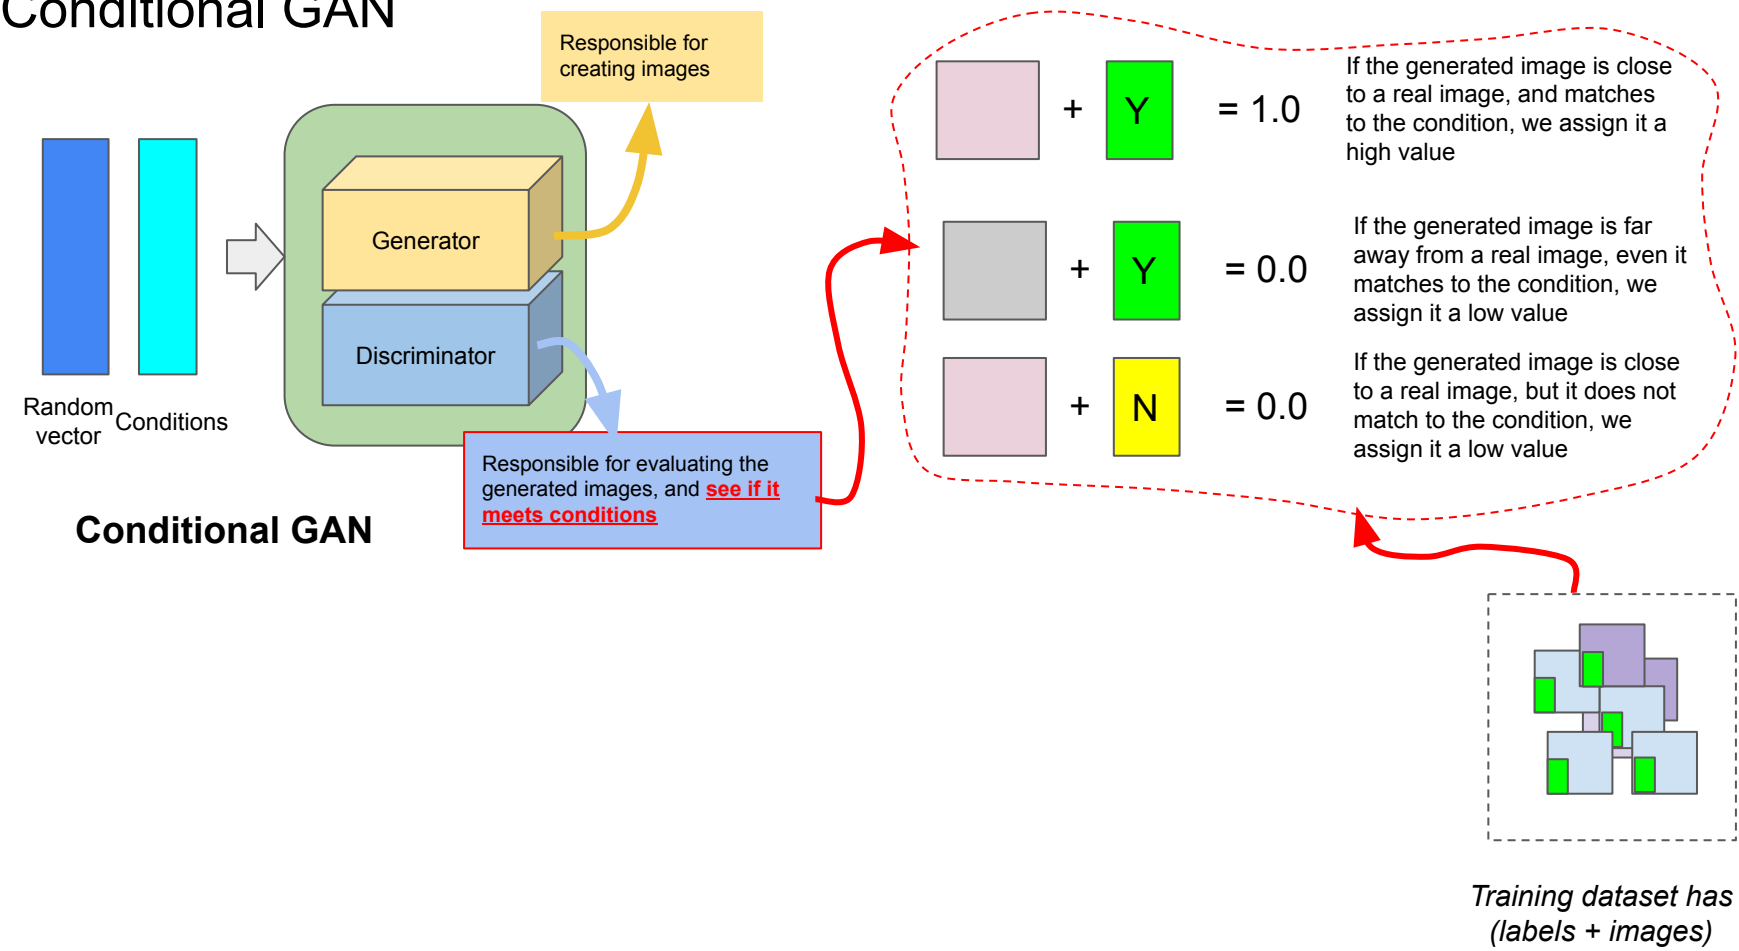 Conditional GAN
Responsible for
creating images
Generator
Discriminator
Random
vector
Conditions
Responsible for evaluating the
generated images, and see if it
meets conditions
Conditional GAN
+
Y
= 1.0
If the generated image is close
to a real image, and matches
to the condition, we assign it a
high value
+
Y
= 0.0
If the generated image is far
away from a real image, even it
matches to the condition, we
assign it a low value
+
N
= 0.0
If the generated image is close
to a real image, but it does not
match to the condition, we
assign it a low value
Training dataset has
(labels + images)